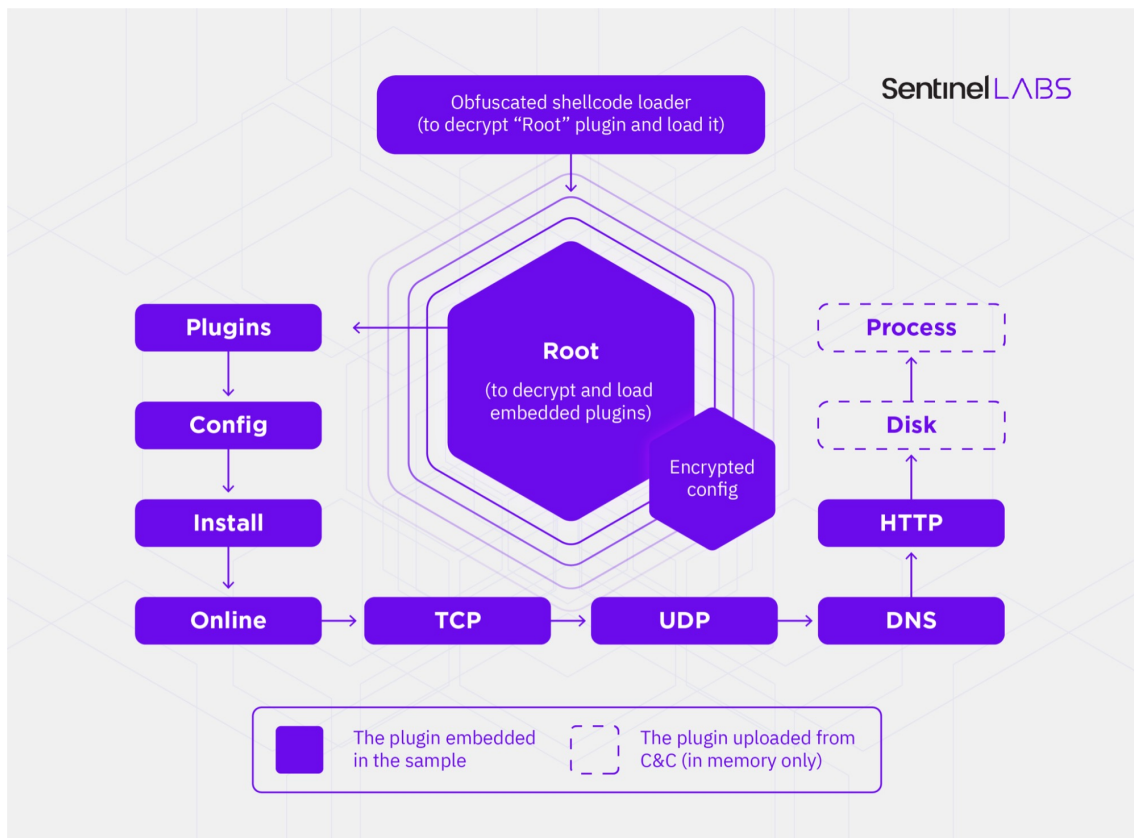 SentinelLABS
Obfuscated shellcode loader
(to decrypt “Root” plugin and load it)
Plugins
Config
Install
Online
Root
(to decrypt and load
embedded plugins)
Encrypted
config
TCP
UDP
DNS
HTTP
Disk
Process
The plugin embedded
in the sample
The plugin uploaded from
C&C (in memory only)